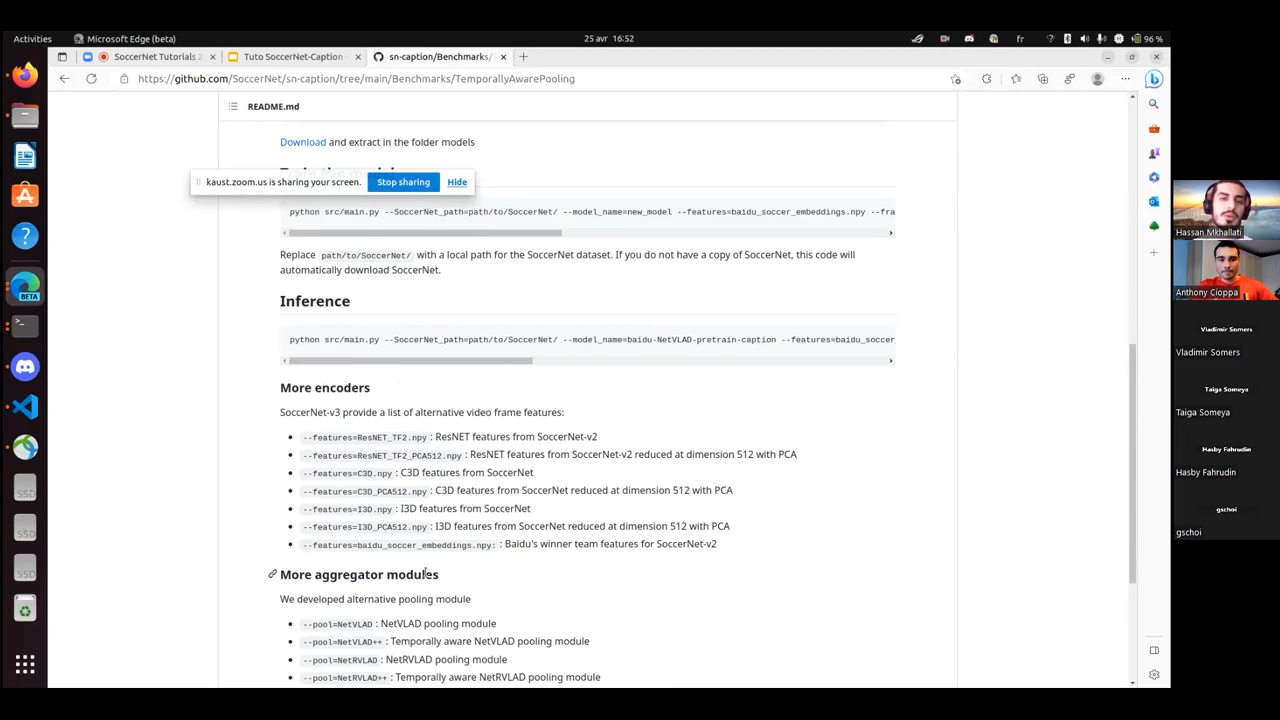 Activities
Microsoft Edge (beta)
25 avr 16:52
fr
96 %
SoccerNet Tutorials 2
Tuto SoccerNet-Caption
sn-caption/Benchmarks/
https://github.com/SoccerNet/sn-caption/tree/main/Benchmarks/TemporallyAwarePooling
README.md
Download and extract in the folder models
kaust.zoom.us is sharing your screen.
Stop sharing
Hide
python src/main.py --SoccerNet_path=path/to/SoccerNet/ --model_name=new_model --features=baidu_soccer_embeddings.npy --fra
Replace path/to/SoccerNet/ with a local path for the SoccerNet dataset. If you do not have a copy of SoccerNet, this code will
automatically download SoccerNet.
Inference
python src/main.py --SoccerNet_path=path/to/SoccerNet/ --model_name=baidu-NetVLAD-pretrain-caption --features=baidu_soccer
More encoders
SoccerNet-v3 provide a list of alternative video frame features:
--features=ResNET_TF2.npy : ResNET features from SoccerNet-v2
--features=ResNET_TF2_PCA512.npy : ResNET features from SoccerNet-v2 reduced at dimension 512 with PCA
--features=C3D.npy : C3D features from SoccerNet
--features=C3D_PCA512.npy : C3D features from SoccerNet reduced at dimension 512 with PCA
--features=I3D.npy : I3D features from SoccerNet
--features=I3D_PCA512.npy : I3D features from SoccerNet reduced at dimension 512 with PCA
--features=baidu_soccer_embeddings.npy: : Baidu's winner team features for SoccerNet-v2
More aggregator modules
We developed alternative pooling module
--pool=NetVLAD : NetVLAD pooling module
--pool=NetVLAD++ : Temporally aware NetVLAD pooling module
--pool=NetRVLAD : NetRVLAD pooling module
--pool=NetRVLAD++ : Temporally aware NetRVLAD pooling module
BETA
SSD
SSD
SSD
Hassan Mkhallati
Anthony Cioppa
Vladimir Somers
Vladimir Somers
Taiga Someya
Taiga Someya
Hasby Fahrudin
Hasby Fahrudin
gschoi
gschoi